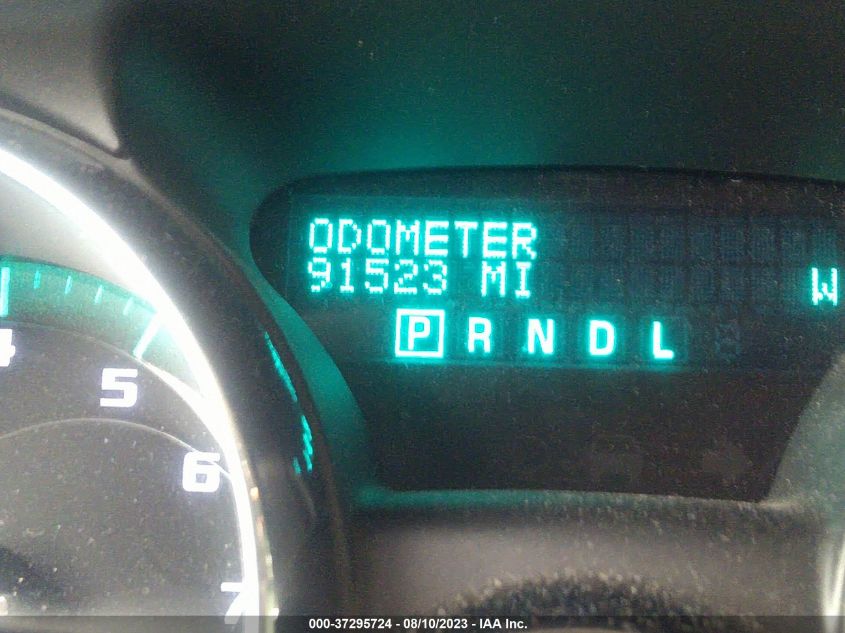 ODOMETER
91523 MI W
P R N D L
4
5
6
7
000-37295724 - 08/10/2023 - IAA Inc.